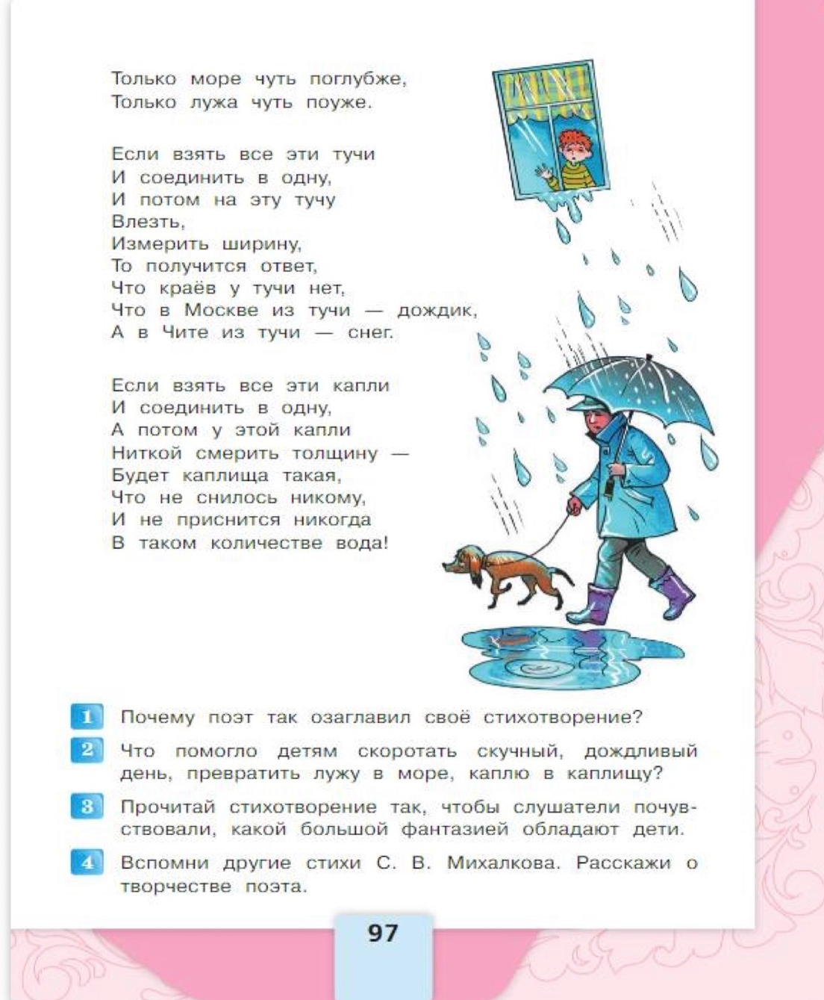 Только море чуть поглубже,
Только лужа чуть поуже.
Если взять все эти тучи
И соединить в одну,
И потом на эту тучу
Влезть,
Измерить ширину,
То получится ответ,
Что краёв у тучи нет,
Что в Москве из тучи — дождик,
А в Чите из тучи — снег.
Если взять все эти капли
И соединить в одну,
А потом у этой капли
Ниткой смерить толщину —
Будет каплища такая,
Что не снилось никому,
И не приснится никогда
В таком количестве вода!
1 Почему поэт так озаглавил своё стихотворение?
2 Что помогло детям скоротать скучный, дождливый
день, превратить лужу в море, каплю в каплищу?
3 Прочитай стихотворение так, чтобы слушатели почув-
ствовали, какой большой фантазией обладают дети.
4 Вспомни другие стихи С. В. Михалкова. Расскажи о
творчестве поэта.
97